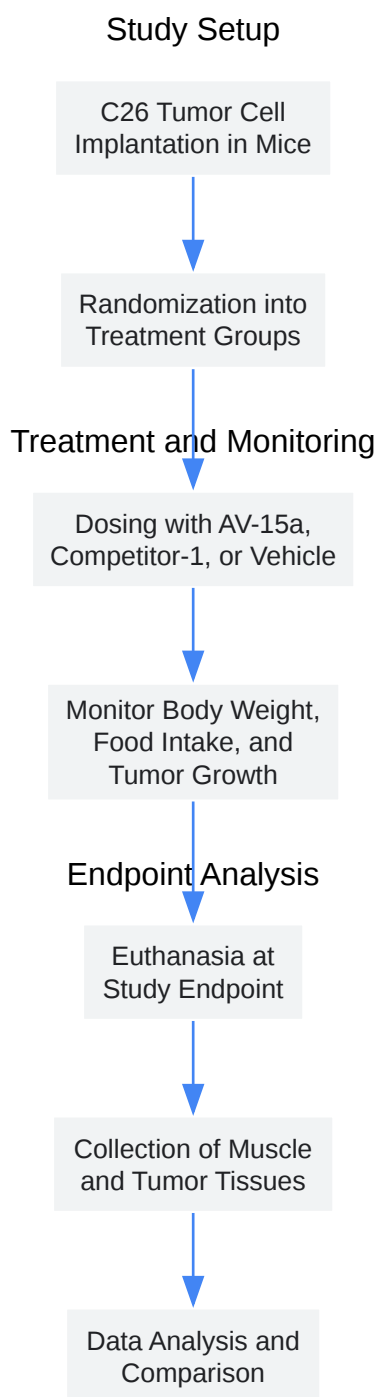 Study Setup
C26 Tumor Cell
Implantation in Mice
Randomization into
Treatment Groups
Treatment and Monitoring
Dosing with AV-15a,
Competitor-1, or Vehicle
Monitor Body Weight,
Food Intake, and
Tumor Growth
Endpoint Analysis
Euthanasia at
Study Endpoint
Collection of Muscle
and Tumor Tissues
Data Analysis and
Comparison